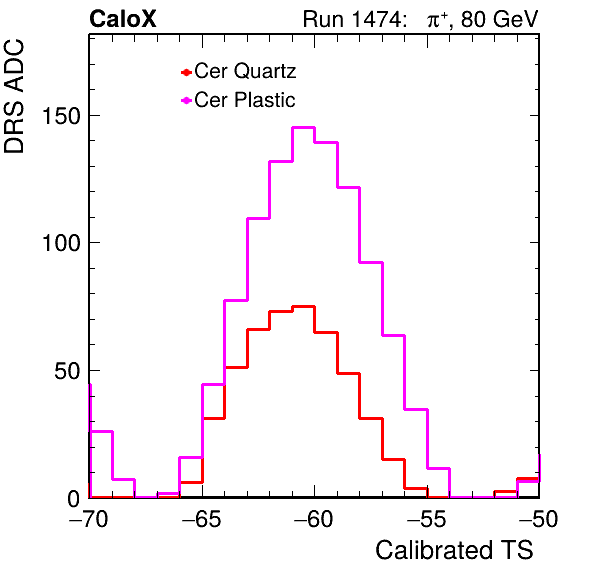 CaloX Run 1474: π+, 80 GeV
DRS ADC
Cer Quartz
Cer Plastic
150
100
50
0
−70 −65 −60 −55 −50
Calibrated TS